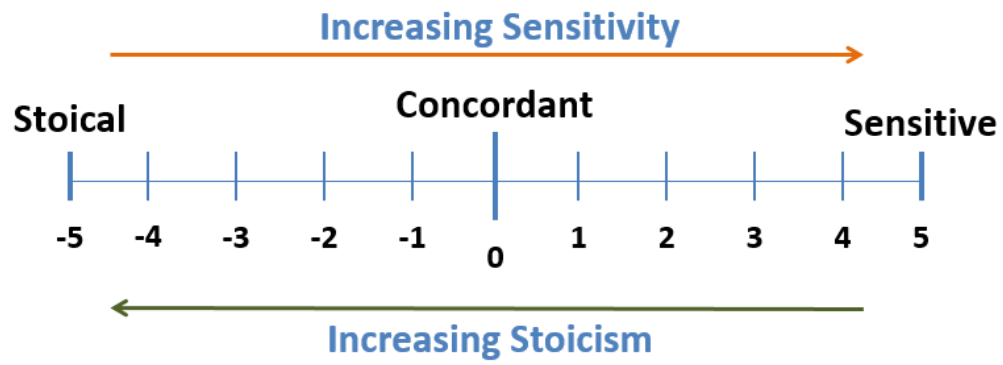 Increasing Sensitivity
Concordant
Stoical
Sensitive
-5 -4 -3 -2 -1 0 1 2 3 4 5
Increasing Stoicism